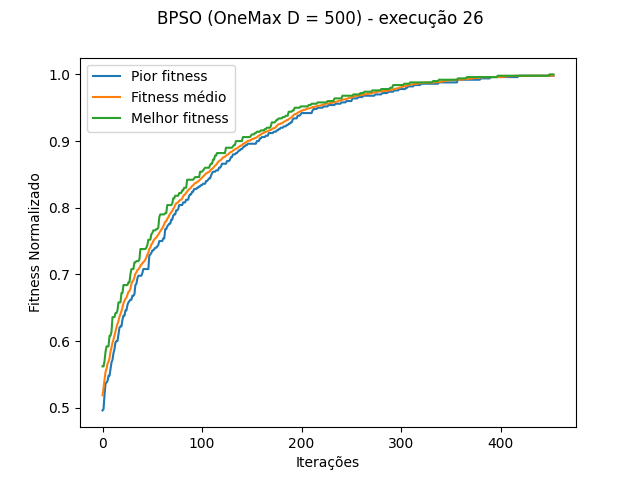 BPSO (OneMax D = 500) - execução 26
Pior fitness
Fitness médio
Melhor fitness
Fitness Normalizado
1.0
0.9
0.8
0.7
0.6
0.5
0
100
200
300
400
Iterações